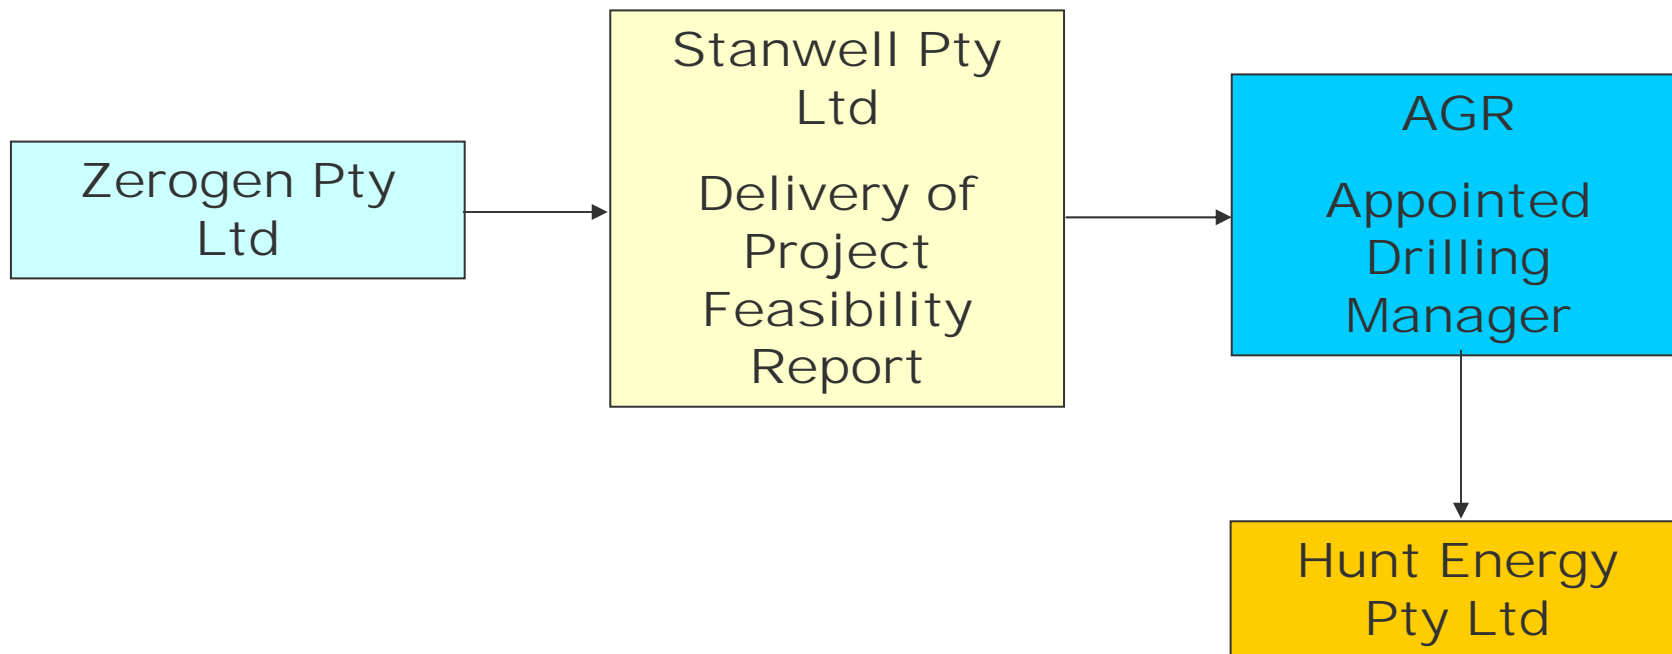 Zerogen Pty
Ltd
Stanwell Pty
Ltd
Delivery of
Project
Feasibility
Report
AGR
Appointed
Drilling
Manager
Hunt Energy
Pty Ltd